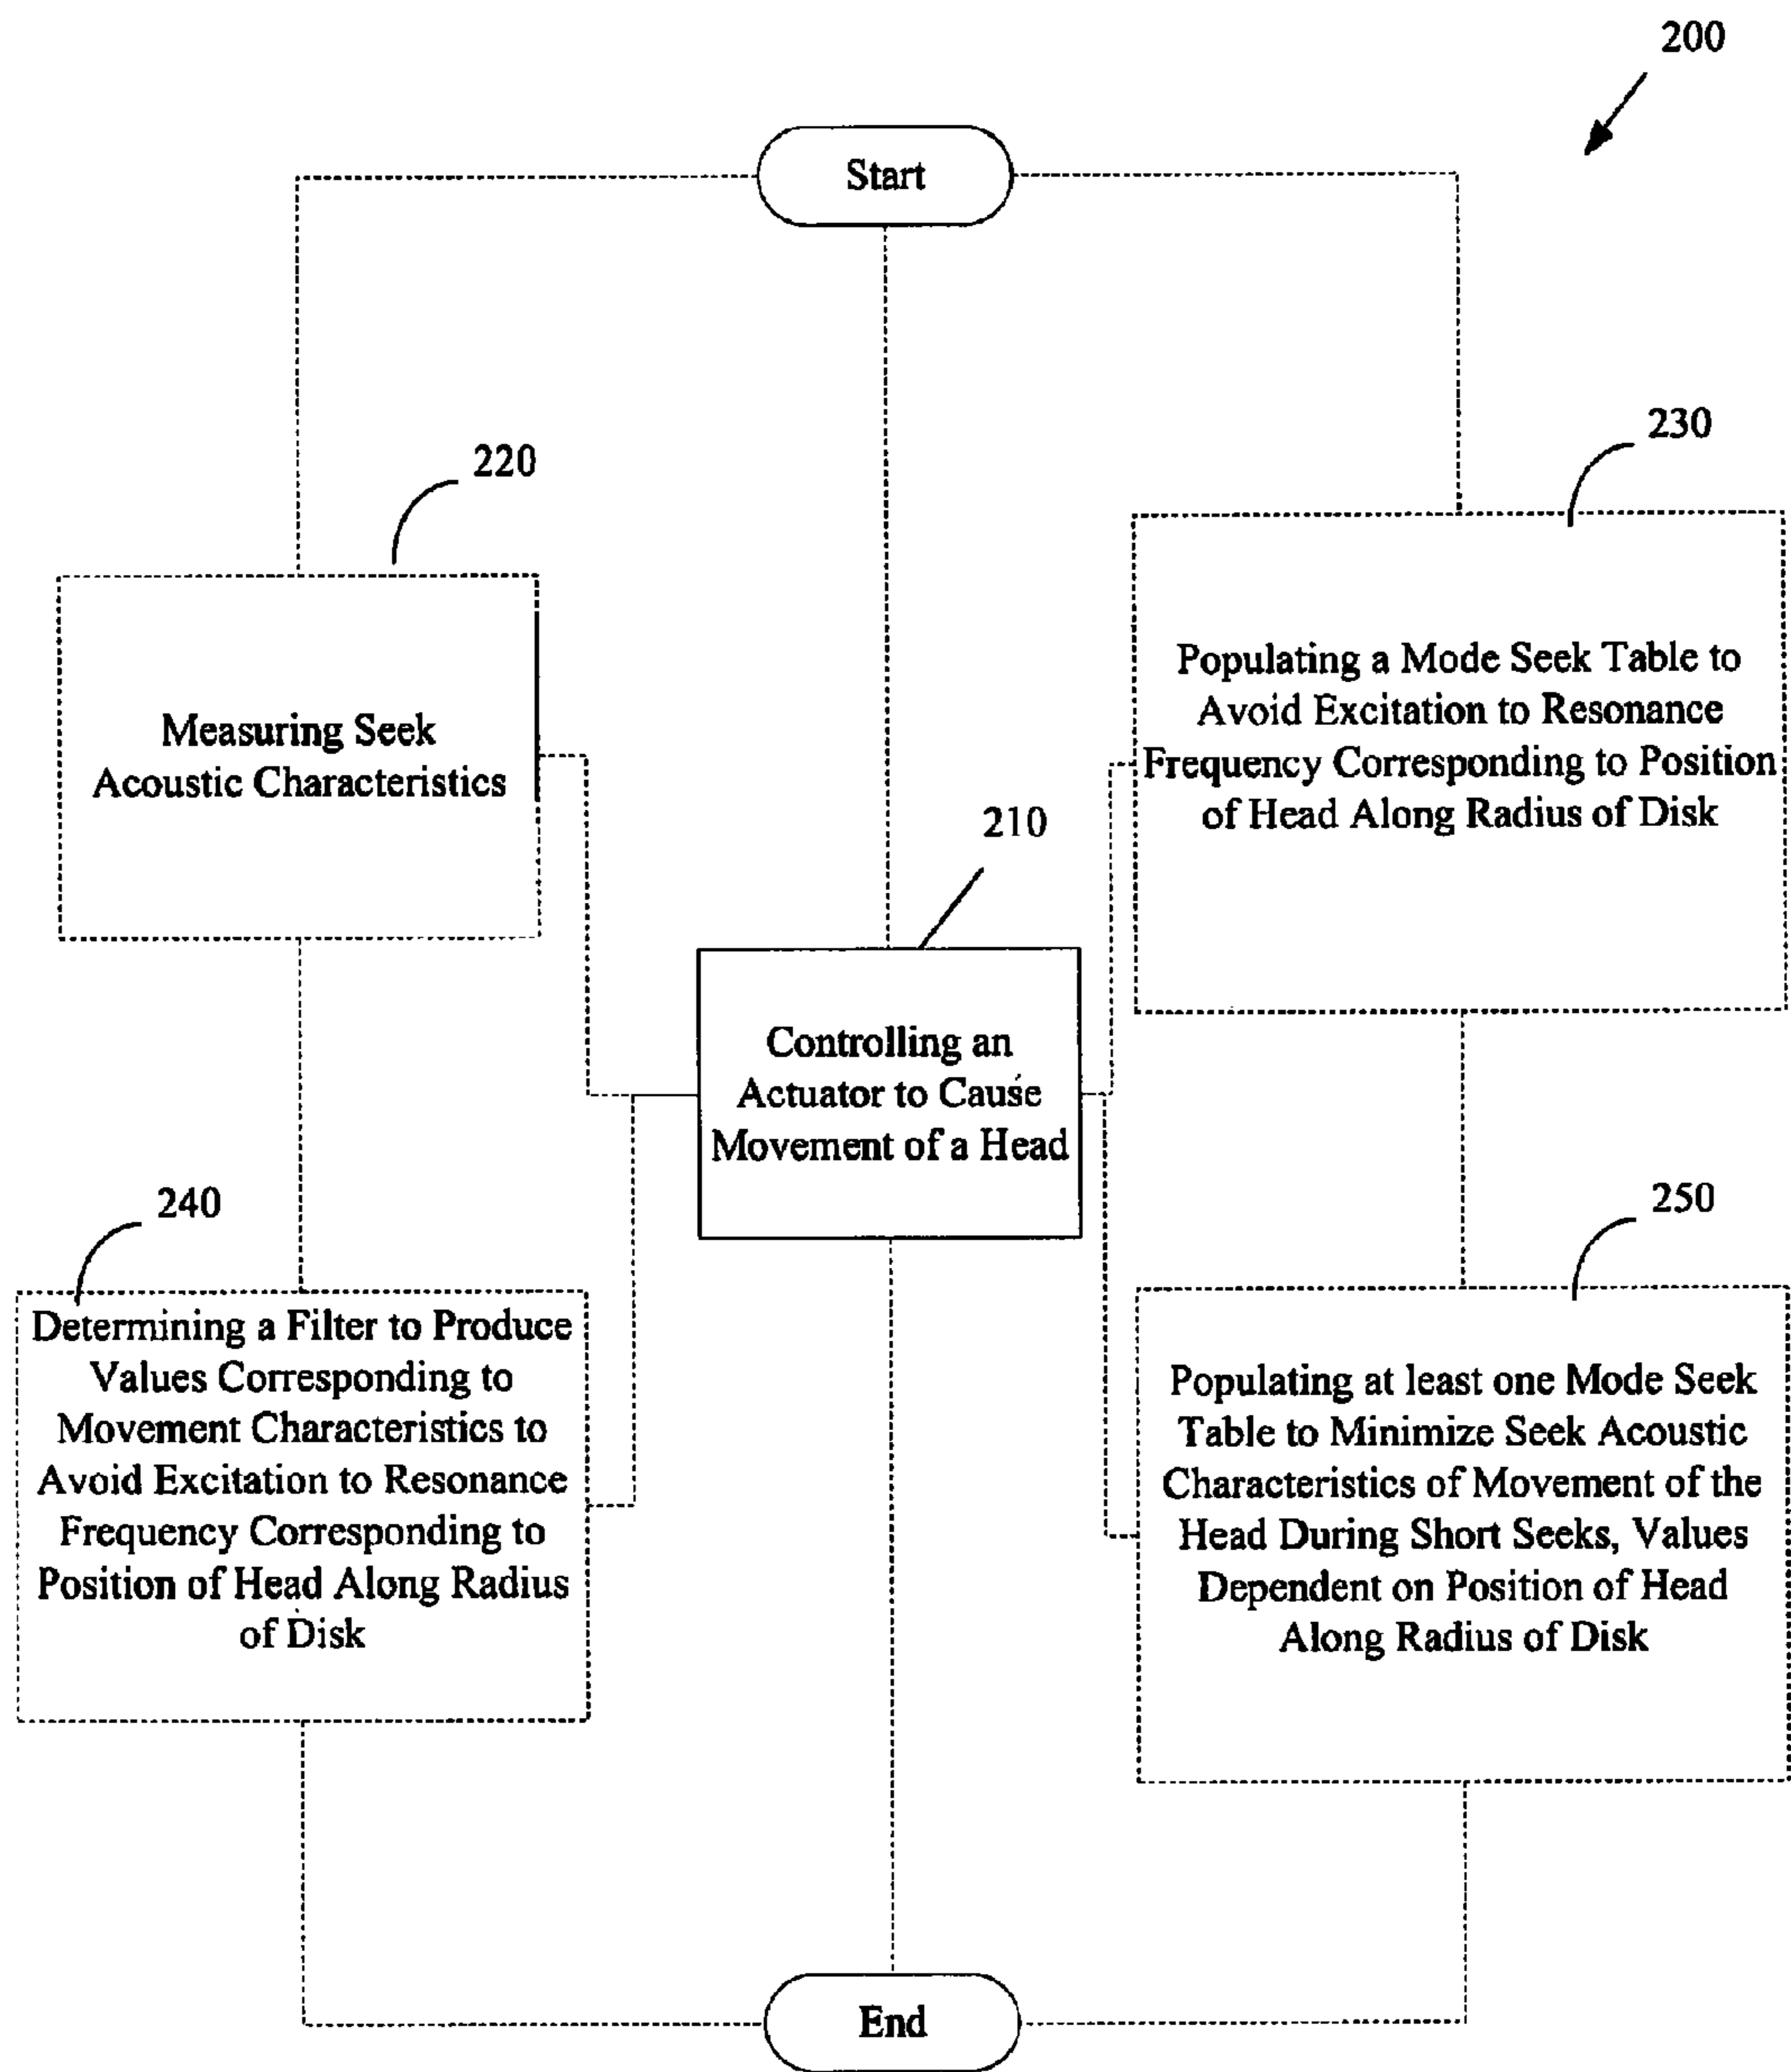 200
Start
220
230
Measuring Seek
Acoustic Characteristics
Populating a Mode Seek Table to
Avoid Excitation to Resonance
Frequency Corresponding to Position
of Head Along Radius of Disk
210
Controlling an
Actuator to Cause
Movement of a Head
240
250
Determining a Filter to Produce
Values Corresponding to
Movement Characteristics to
Avoid Excitation to Resonance
Frequency Corresponding to
Position of Head Along Radius
of Disk
Populating at least one Mode Seek
Table to Minimize Seek Acoustic
Characteristics of Movement of the
Head During Short Seeks, Values
Dependent on Position of Head
Along Radius of Disk
End